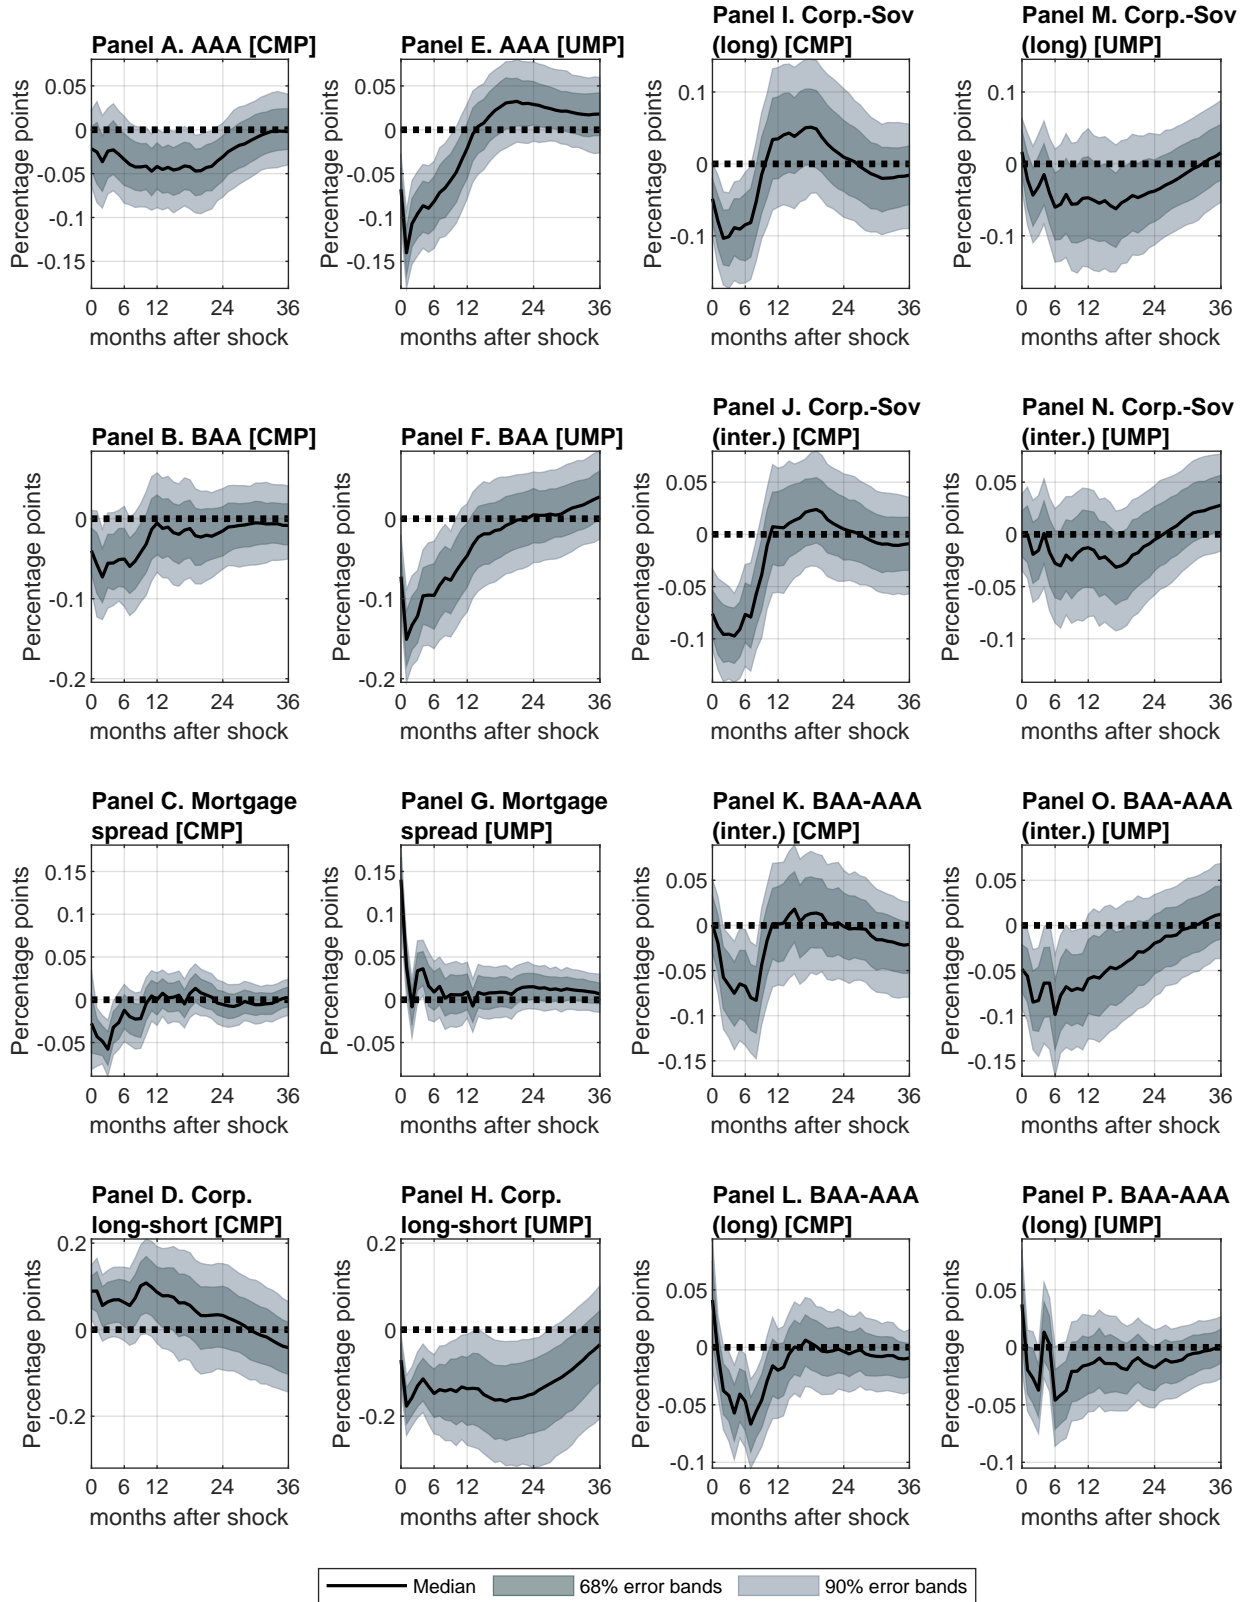 Panel A. AAA [CMP]
Percentage points
0.05
0
-0.05
-0.1
-0.15
0 6 12 24 36
months after shock
Panel E. AAA [UMP]
Percentage points
0.05
0
-0.05
-0.1
-0.15
0 6 12 24 36
months after shock
Panel I. Corp.-Sov
(long) [CMP]
Percentage points
0.1
0
-0.1
0 6 12 24 36
months after shock
Panel M. Corp.-Sov
(long) [UMP]
Percentage points
0.1
0
-0.1
0 6 12 24 36
months after shock
Panel B. BAA [CMP]
Percentage points
0
-0.1
-0.2
0 6 12 24 36
months after shock
Panel F. BAA [UMP]
Percentage points
0
-0.1
-0.2
0 6 12 24 36
months after shock
Panel J. Corp.-Sov
(inter.) [CMP]
Percentage points
0.05
0
-0.05
-0.1
0 6 12 24 36
months after shock
Panel N. Corp.-Sov
(inter.) [UMP]
Percentage points
0.05
0
-0.05
-0.1
0 6 12 24 36
months after shock
Panel C. Mortgage
spread [CMP]
Percentage points
0.15
0.1
0.05
0
-0.05
0 6 12 24 36
months after shock
Panel G. Mortgage
spread [UMP]
Percentage points
0.15
0.1
0.05
0
-0.05
0 6 12 24 36
months after shock
Panel K. BAA-AAA
(inter.) [CMP]
Percentage points
0.05
0
-0.05
-0.1
-0.15
0 6 12 24 36
months after shock
Panel O. BAA-AAA
(inter.) [UMP]
Percentage points
0.05
0
-0.05
-0.1
-0.15
0 6 12 24 36
months after shock
Panel D. Corp.
long-short [CMP]
Percentage points
0.2
0
-0.2
0 6 12 24 36
months after shock
Panel H. Corp.
long-short [UMP]
Percentage points
0.2
0
-0.2
0 6 12 24 36
months after shock
Panel L. BAA-AAA
(long) [CMP]
Percentage points
0.05
0
-0.05
-0.1
0 6 12 24 36
months after shock
Panel P. BAA-AAA
(long) [UMP]
Percentage points
0.05
0
-0.05
-0.1
0 6 12 24 36
months after shock
Median 68% error bands 90% error bands